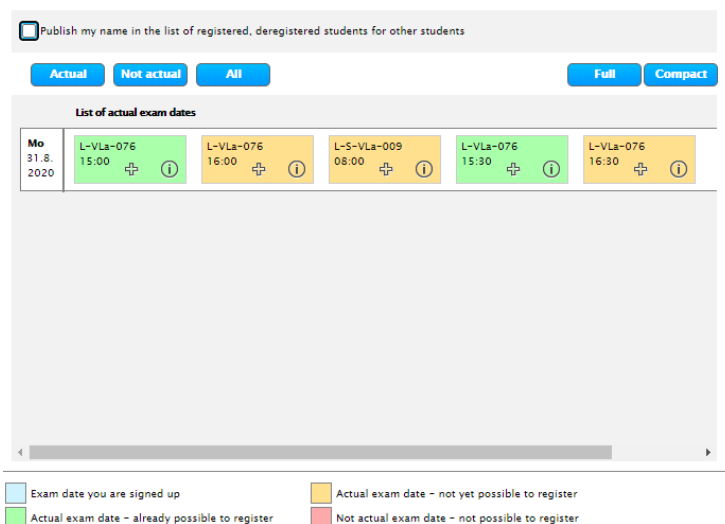 Publish my name in the list of registered, deregistered students for other students
Actual Not actual All Full Compact
List of actual exam dates
Mo
31.8.
2020
L-VLa-076
15:00
L-VLa-076
16:00
L-S-VLa-009
08:00
L-VLa-076
15:30
L-VLa-076
16:30
Exam date you are signed up
Actual exam date - not yet possible to register
Actual exam date - already possible to register
Not actual exam date - not possible to register